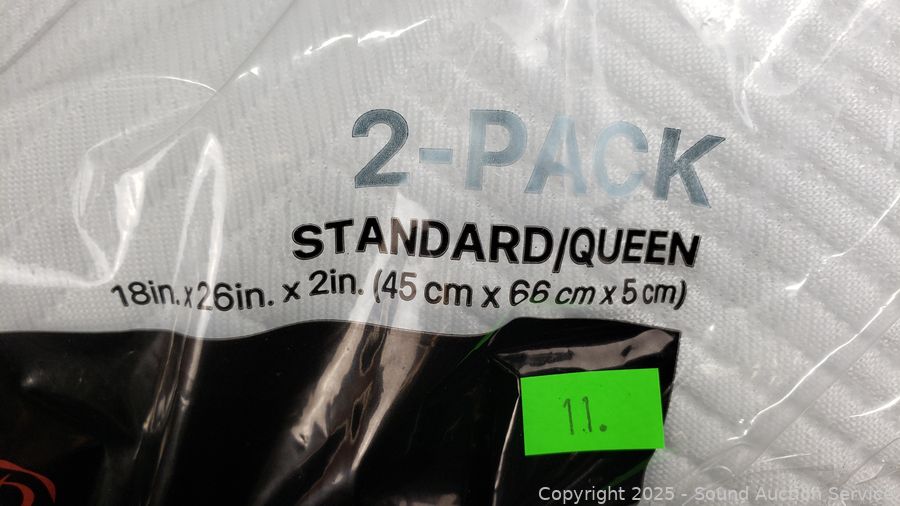 2-PACK
STANDARD/QUEEN
18in. x 26in. x 2in. (45 cm x 66 cm x 5 cm)
11.
Copyright 2025 - Sound Auction Service